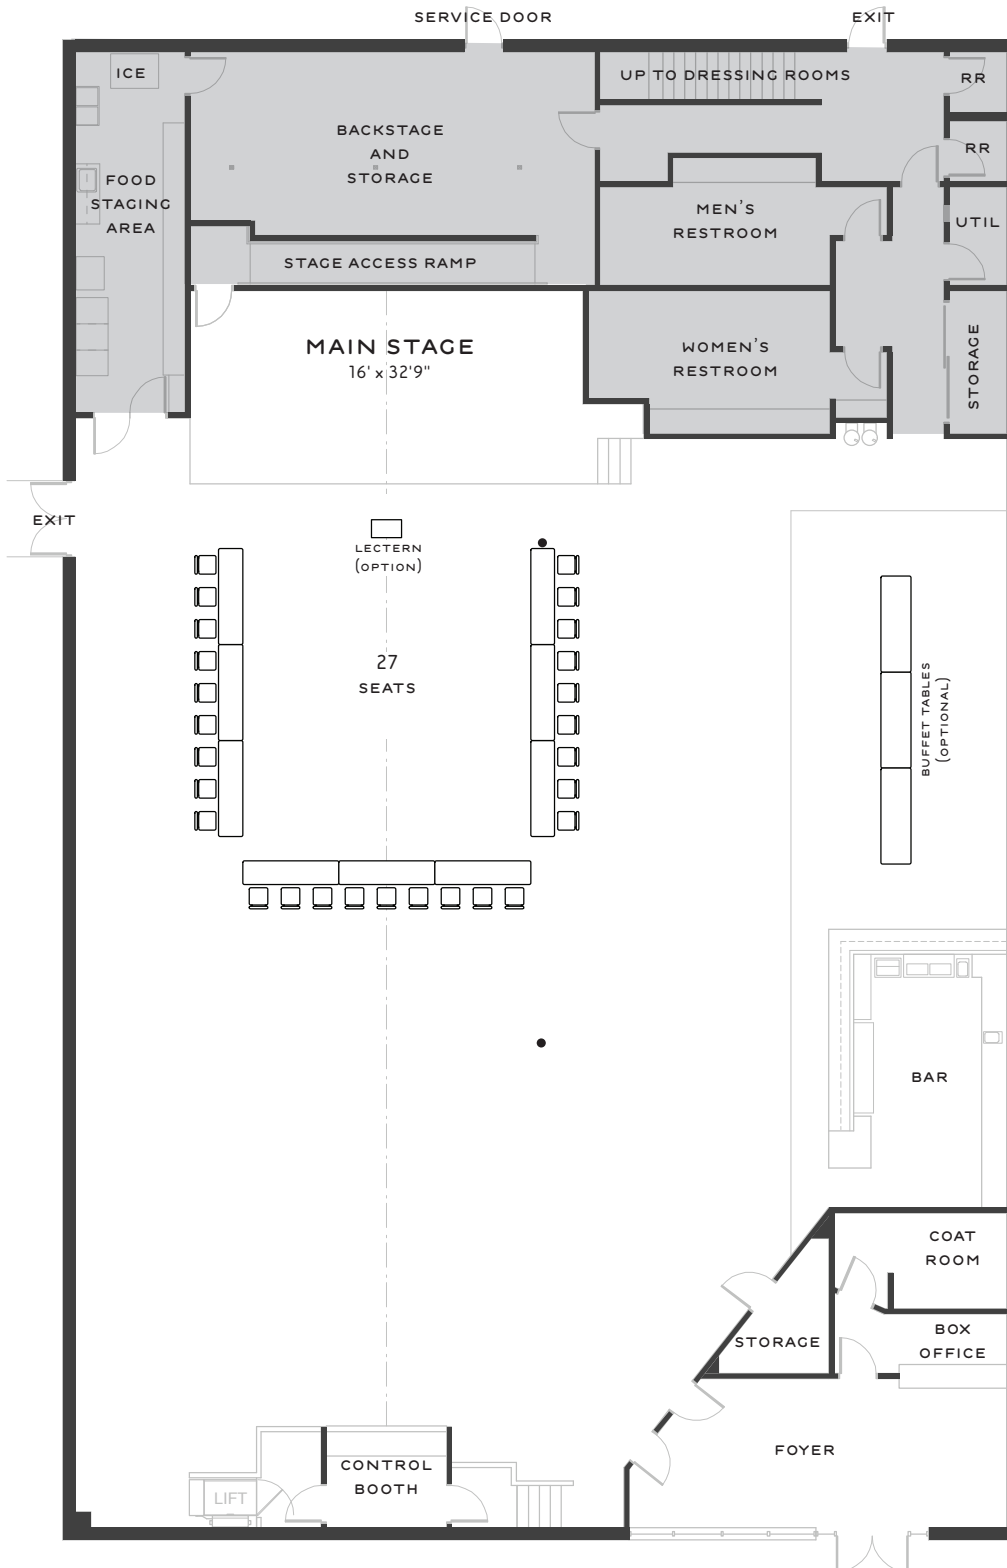 SERVICE DOOR
EXIT
ICE
UP TO DRESSING ROOMS
RR
BACKSTAGE
AND
STORAGE
RR
FOOD
STAGING
AREA
MEN'S
RESTROOM
UTIL
STAGE ACCESS RAMP
MAIN STAGE
16' x 32'9"
WOMEN'S
RESTROOM
STORAGE
EXIT
LECTERN
(OPTION)
27
SEATS
BUFFET TABLES
(OPTIONAL)
BAR
COAT
ROOM
STORAGE
BOX
OFFICE
FOYER
CONTROL
BOOTH
LIFT